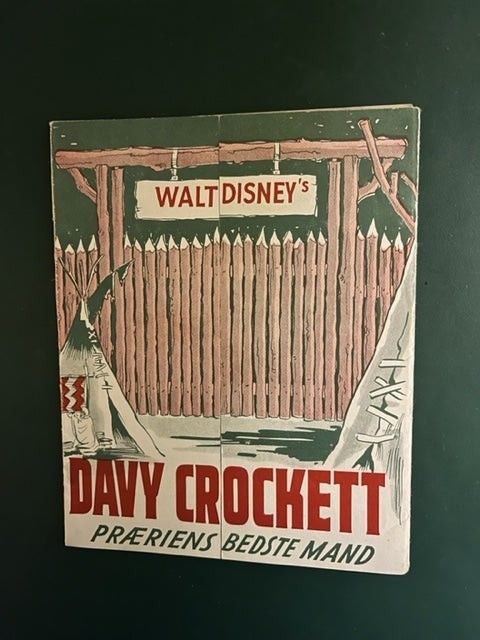 WALT DISNEY's
DAVY CROCKETT
PRÆRIENS BEDSTE MAND